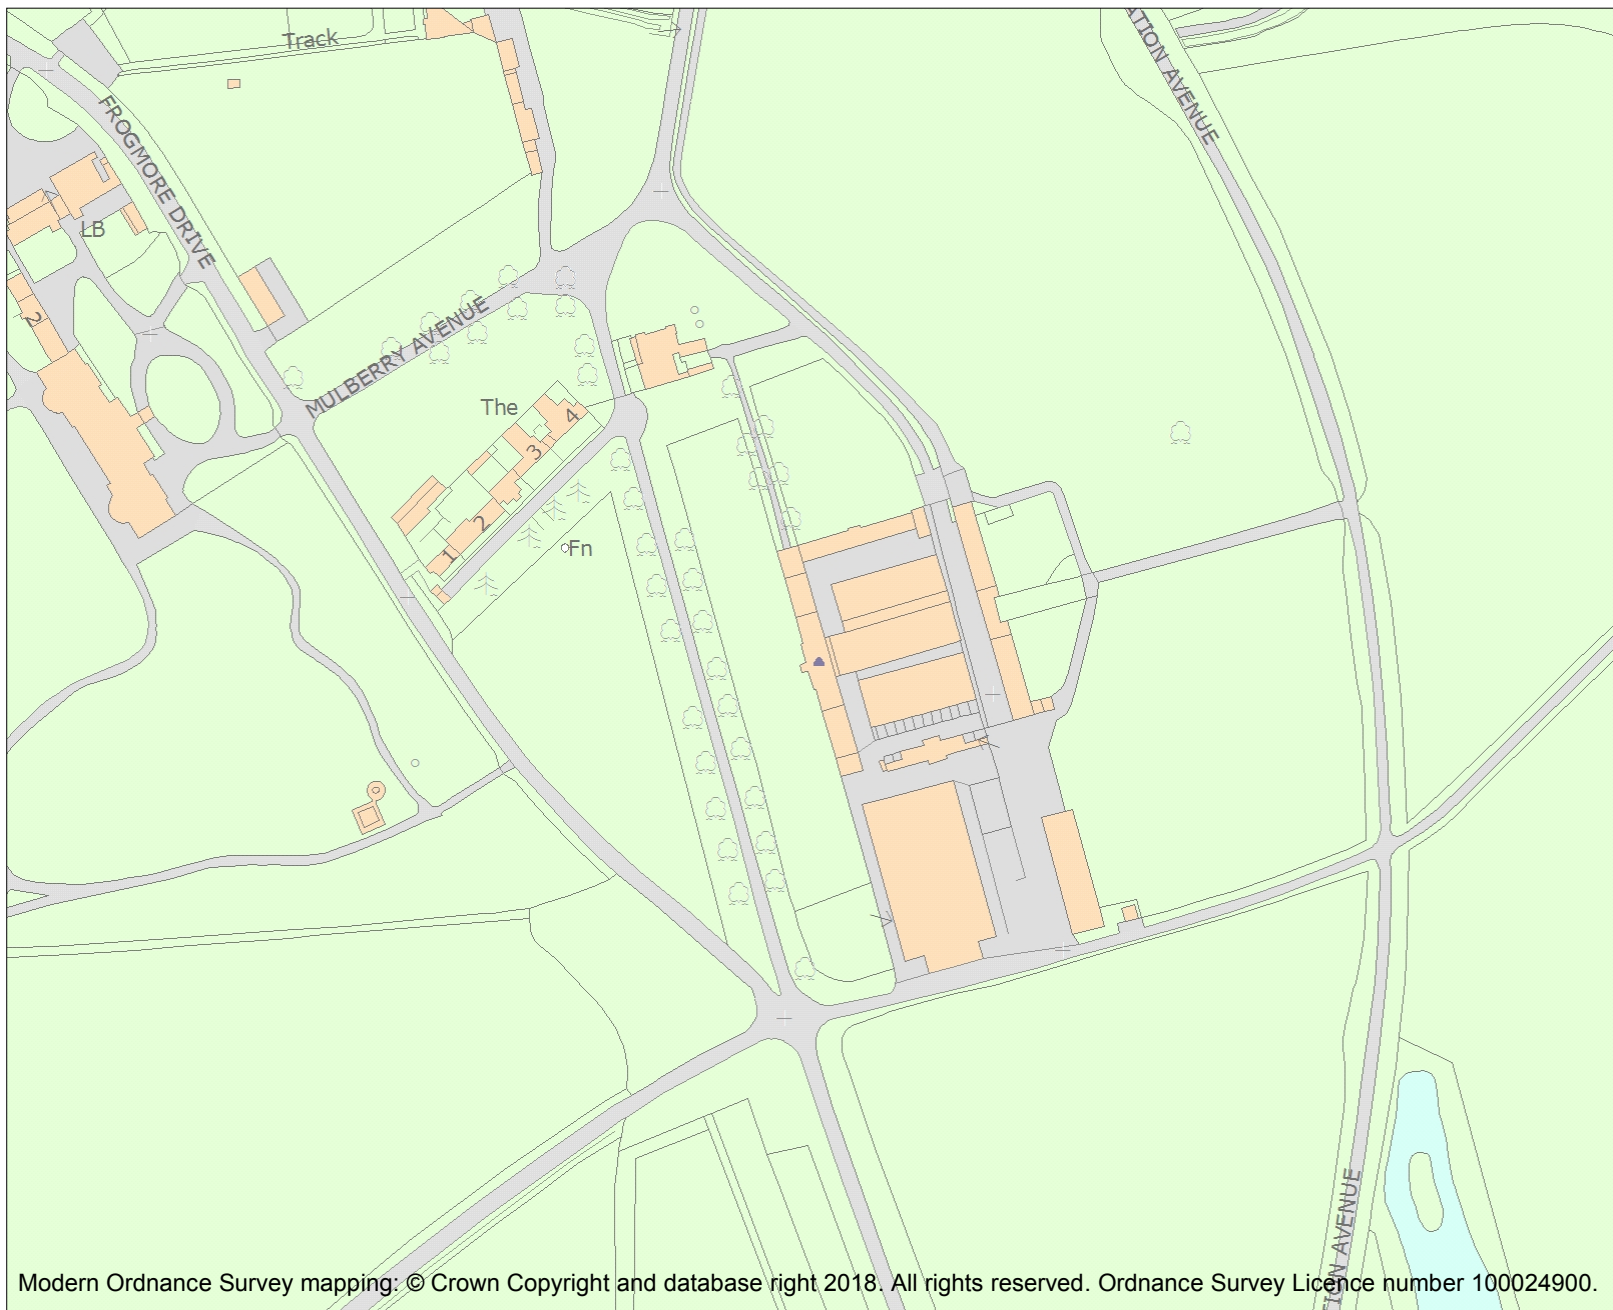 Track
ATION AVENUE
FROGMORE DRIVE
LB
2
MULBERRY AVENUE
The
4
3
2
1
Fn
TION AVENUE
Modern Ordnance Survey mapping: © Crown Copyright and database right 2018. All rights reserved. Ordnance Survey Licence number 100024900.